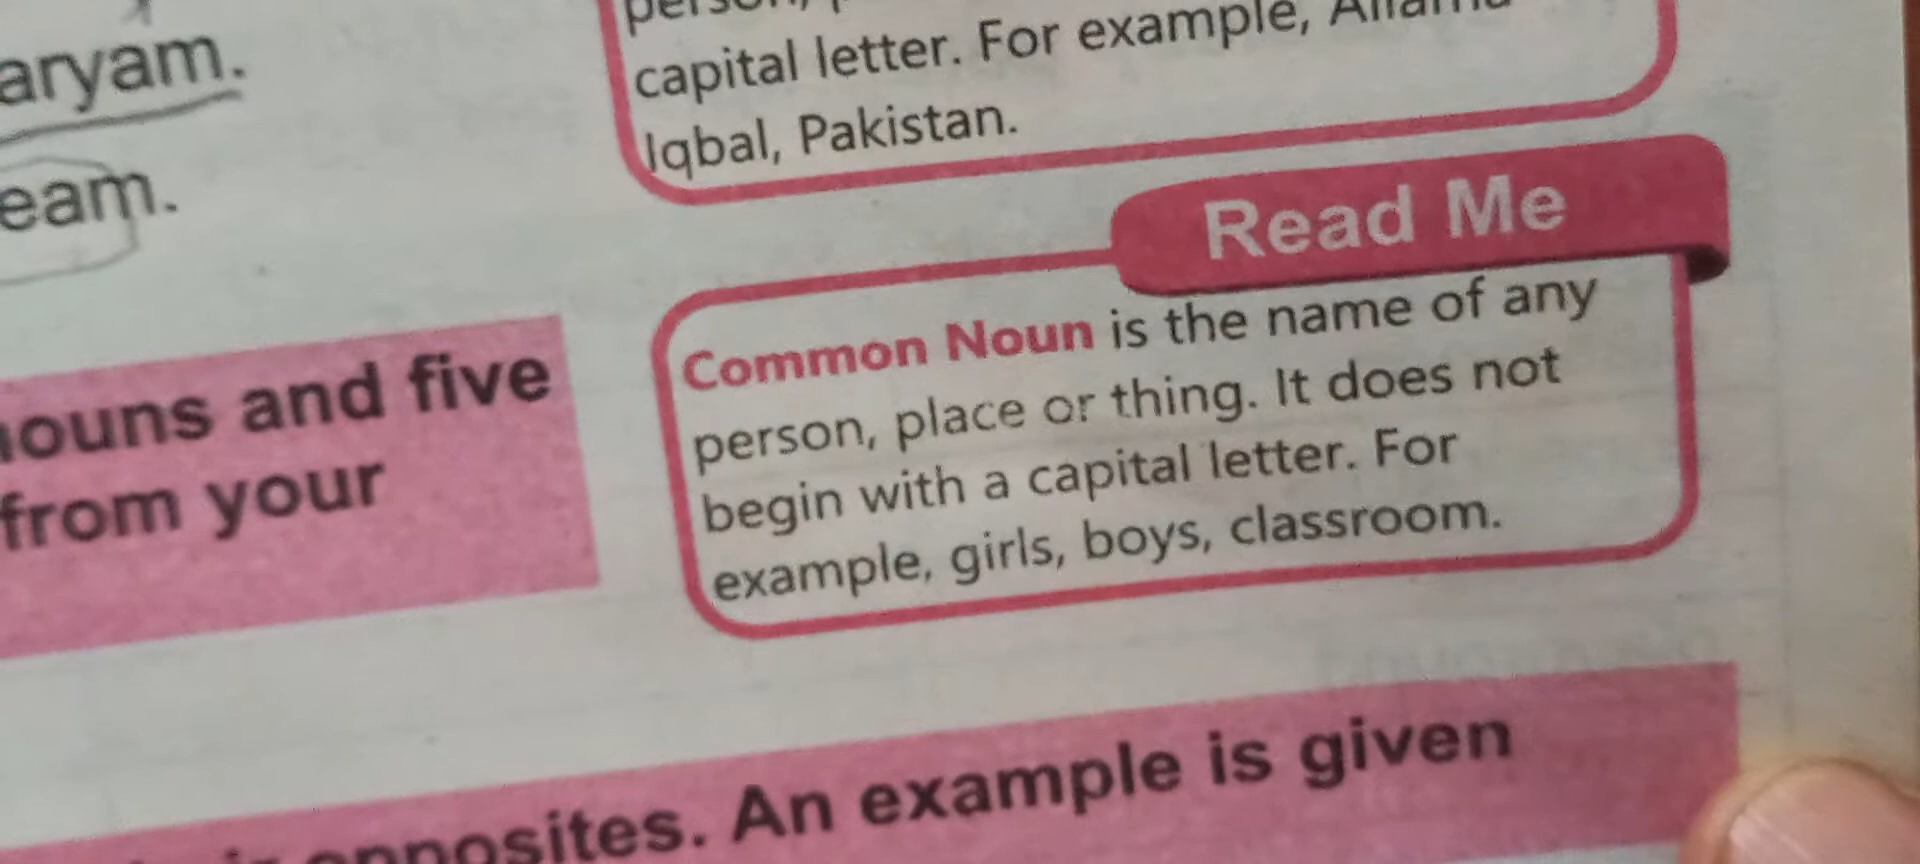 aryam.
eam.
capital letter. For example, Allama
Iqbal, Pakistan.
Read Me
Common Noun is the name of any
person, place or thing. It does not
begin with a capital letter. For
example, girls, boys, classroom.
nouns and five
from your
opposites. An example is given